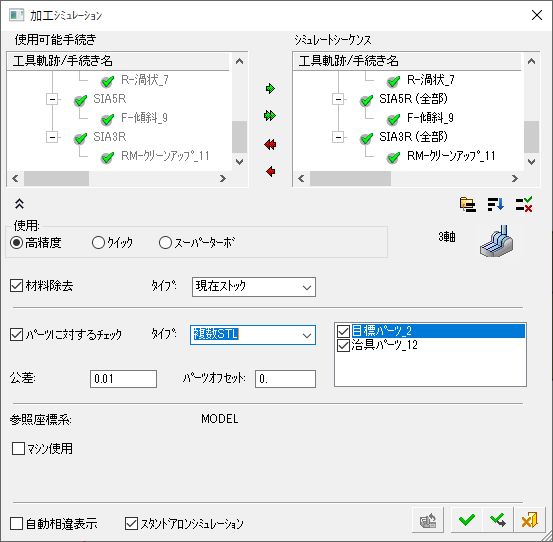 加工ｼﾐｭﾚｰｼｮﾝ
使用可能手続き
ｼﾐｭﾚｰﾄｼｰｹﾝｽ
工具軌跡/手続き名
R-渦状_7
SIA5R
F-傾斜_9
SIA3R
RM-ｸﾘｰﾝｱｯﾌﾟ_11
工具軌跡/手続き名
R-渦状_7
SIA5R (全部)
F-傾斜_9
SIA3R (全部)
RM-ｸﾘｰﾝｱｯﾌﾟ_11
使用:
高精度 ｸｲｯｸ ｽｰﾊﾟｰﾀｰﾎﾞ
3軸
材料除去 ﾀｲﾌﾟ: 現在ｽﾄｯｸ
ﾊﾟｰﾂに対するﾁｪｯｸ ﾀｲﾌﾟ: 複数STL
目標ﾊﾟｰﾂ_2
治具ﾊﾟｰﾂ_12
公差: 0.01 ﾊﾟｰﾂｵﾌｾｯﾄ: 0.
参照座標系: MODEL
ﾏｼﾝ使用
自動相違表示 ｽﾀﾝﾄﾞｱﾛﾝｼﾐｭﾚｰｼｮﾝ